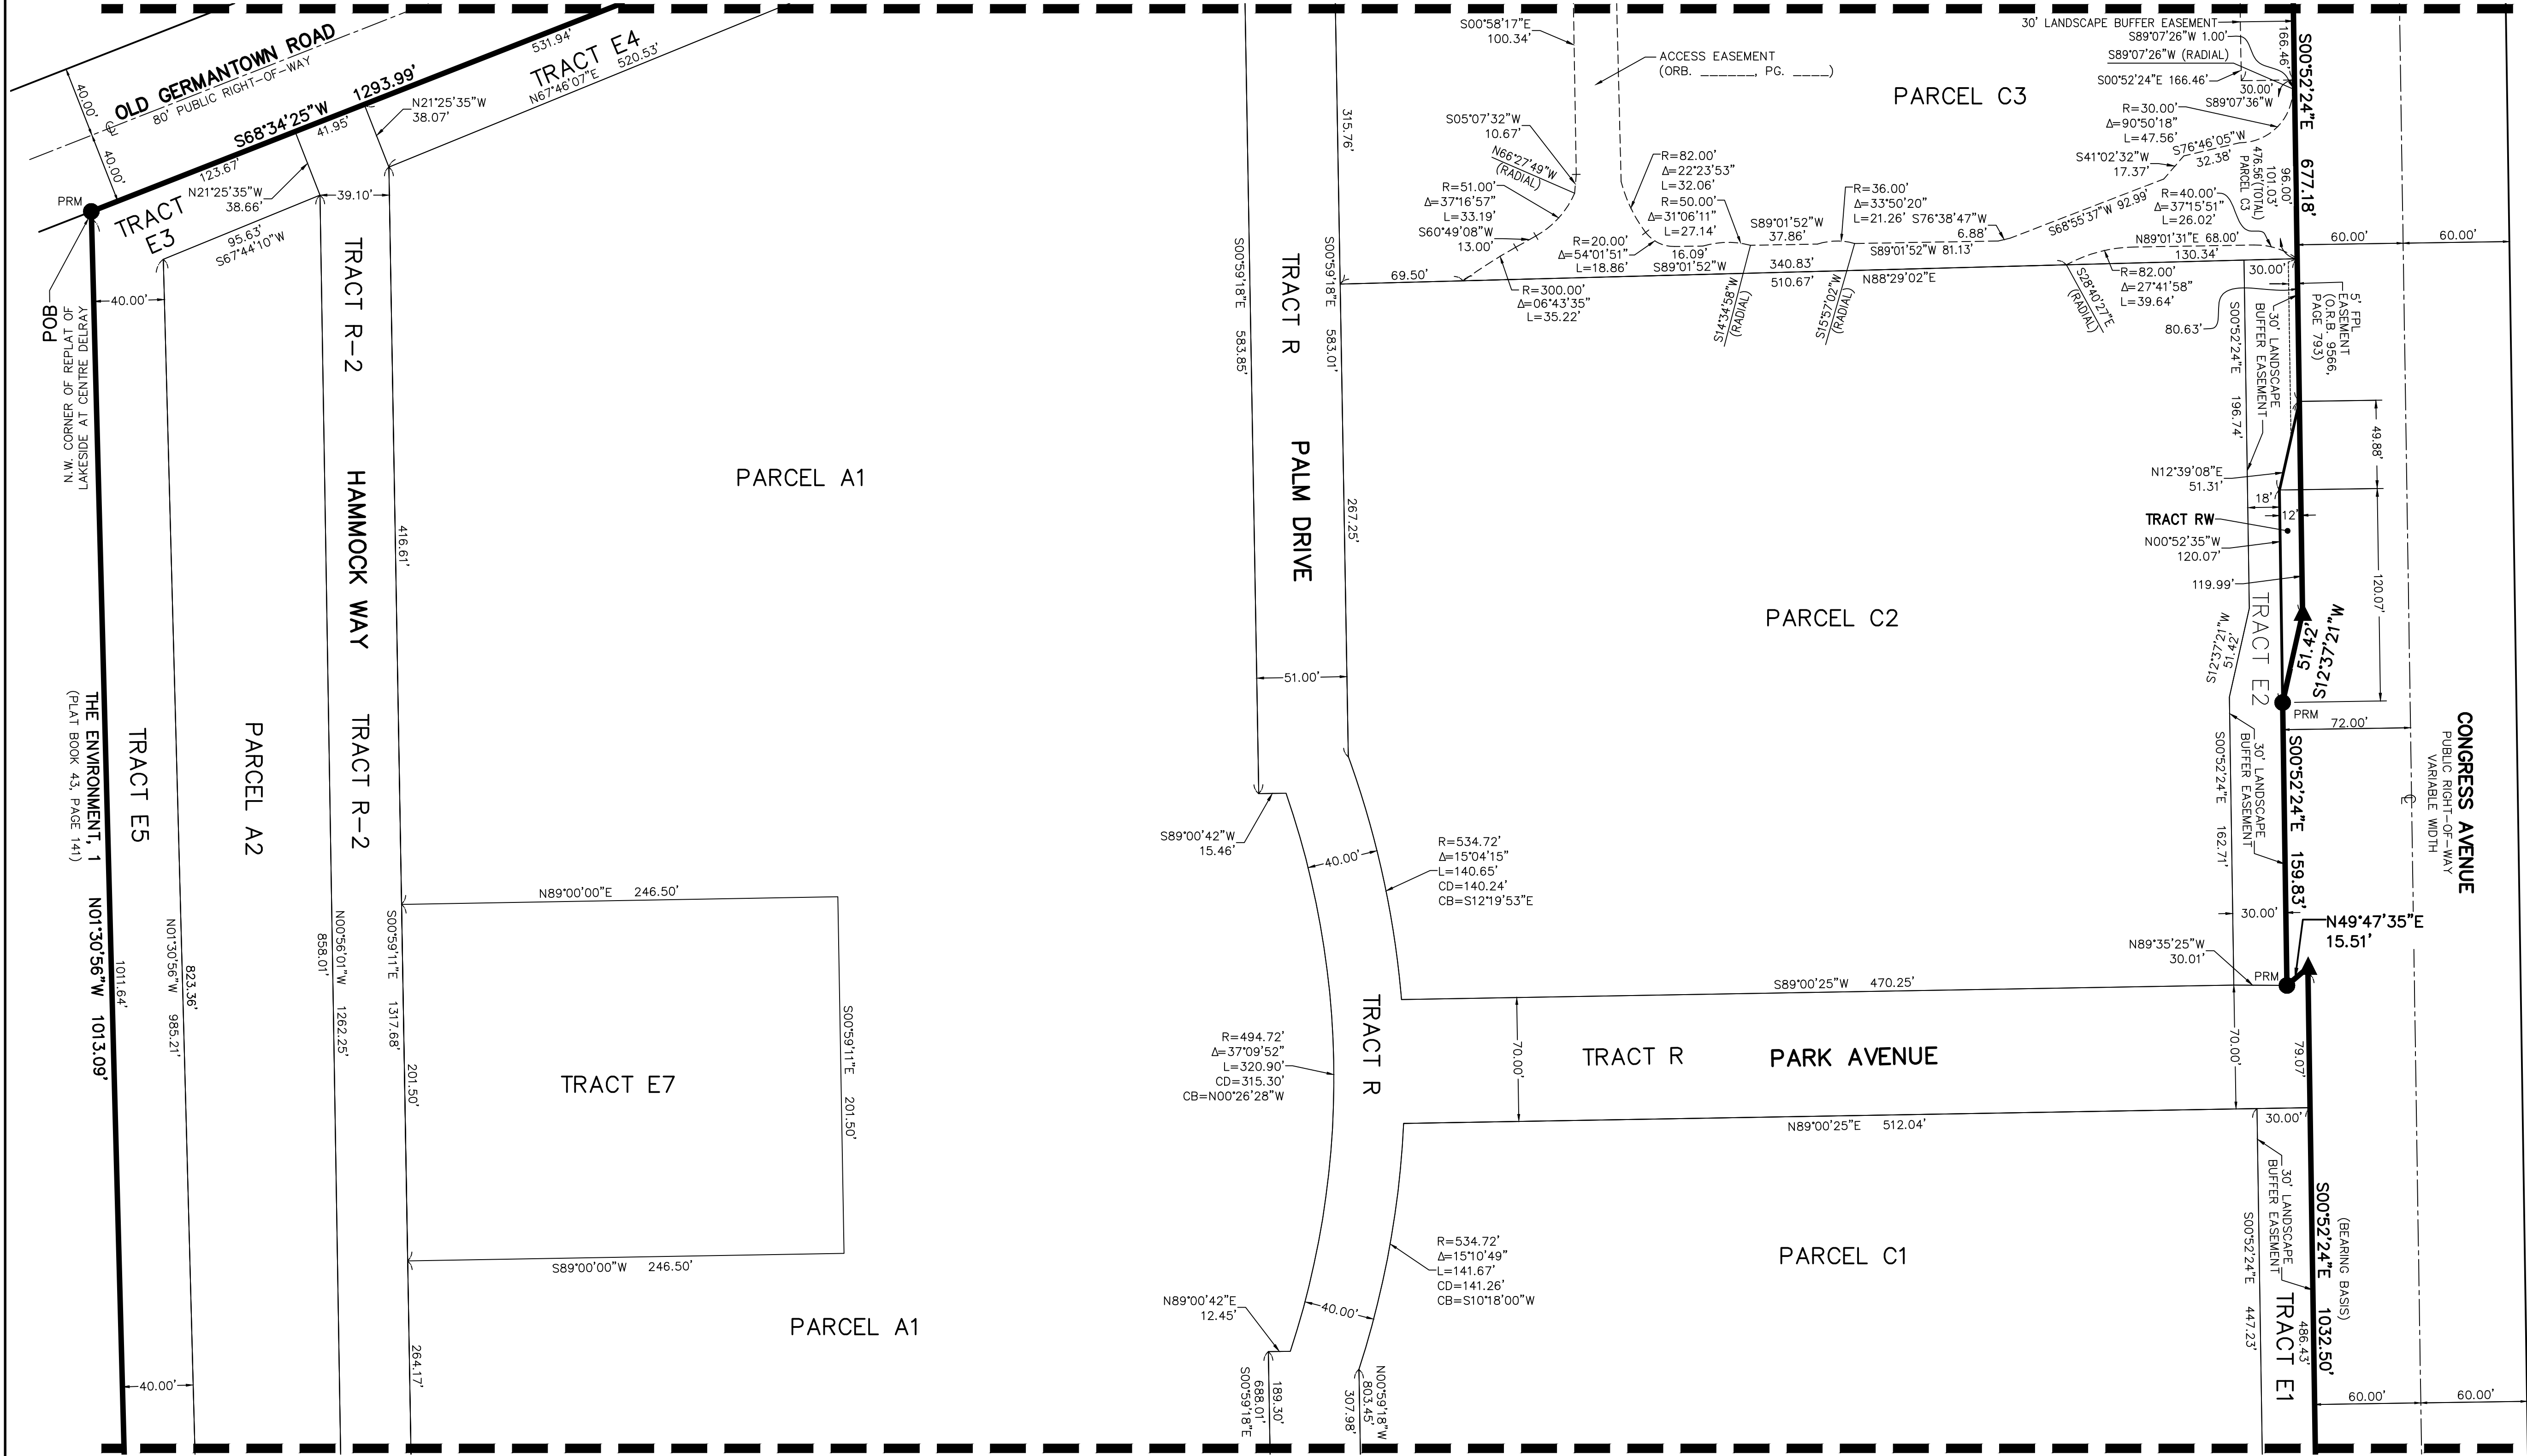 OLD GERMANTOWN ROAD
80' PUBLIC RIGHT-OF-WAY
40.00'
40.00'
S68°34'25"W 1293.99'
531.94'
TRACT E4
N67°46'07"E 520.53'
N21°25'35"W
38.07'
41.95'
123.67'
N21°25'35"W
38.66'
39.10'
PRM
TRACT
E3
95.63'
S67°44'10"W
POB
N.W. CORNER OF REPLAT OF
LAKESIDE AT CENTRE DELRAY
40.00'
THE ENVIRONMENT, 1
(PLAT BOOK 43, PAGE 141)
N01°30'56"W 1013.09'
1011.64'
TRACT E5
PARCEL A2
823.36'
N01°30'56"W 985.21'
40.00'
TRACT R-2
HAMMOCK WAY
TRACT R-2
N00°56'01"W 1262.25'
858.01'
416.61'
S00°59'11"E 1317.68'
201.50'
264.17'
PARCEL A1
N89°00'00"E 246.50'
S00°59'11"E 201.50'
TRACT E7
S89°00'00"W 246.50'
PARCEL A1
S00°59'18"E 583.85'
TRACT R
PALM DRIVE
S00°59'18"E 583.01'
315.76'
267.25'
51.00'
S89°00'42"W
15.46'
40.00'
R=534.72'
Δ=15°04'15"
L=140.65'
CD=140.24'
CB=S12°19'53"E
R=494.72'
Δ=37°09'52"
L=320.90'
CD=315.30'
CB=N00°26'28"W
TRACT R
R=534.72'
Δ=15°10'49"
L=141.67'
CD=141.26'
CB=S10°18'00"W
40.00'
N89°00'42"E
12.45'
189.30'
688.01'
S00°59'18"E
N00°59'18"W
803.45'
307.98'
S00°58'17"E
100.34'
ACCESS EASEMENT
(ORB. ______, PG. ____)
PARCEL C3
S05°07'32"W
10.67'
N66°27'49"W
(RADIAL)
R=51.00'
Δ=37°16'57"
L=33.19'
S60°49'08"W
13.00'
R=82.00'
Δ=22°23'53"
L=32.06'
R=50.00'
Δ=31°06'11"
L=27.14'
R=20.00'
Δ=54°01'51"
L=18.86'
16.09'
S89°01'52"W
S89°01'52"W
37.86'
R=36.00'
Δ=33°50'20"
L=21.26'
S76°38'47"W
6.88'
S89°01'52"W 81.13'
S68°55'37"W 92.99'
69.50'
340.83'
510.67'
N88°29'02"E
130.34'
30.00'
R=300.00'
Δ=06°43'35"
L=35.22'
S14°34'58"W
(RADIAL)
S15°57'02"W
(RADIAL)
S28°40'27"E
(RADIAL)
R=82.00'
Δ=27°41'58"
L=39.64'
N89°01'31"E 68.00'
R=40.00'
Δ=37°15'51"
L=26.02'
S41°02'32"W
17.37'
S76°46'05"W
32.38'
R=30.00'
Δ=90°50'18"
L=47.56'
30' LANDSCAPE BUFFER EASEMENT
S89°07'26"W 1.00'
S89°07'26"W (RADIAL)
S00°52'24"E 166.46'
30.00'
S89°07'36"W
166.46'
S00°52'24"E 677.18'
96.00'
101.03'
476.56'(TOTAL)
PARCEL C3
60.00'
60.00'
5' FPL
EASEMENT
(O.R.B. 9566,
PAGE 793)
80.63'
30' LANDSCAPE
BUFFER EASEMENT
S00°52'24"E 196.74'
49.88'
N12°39'08"E
51.31'
18'
12'
TRACT RW
N00°52'35"W
120.07'
119.99'
120.07'
TRACT E2
S12°37'21"W
51.42'
51.42'
S12°37'21"W
PRM
72.00'
PARCEL C2
30' LANDSCAPE
BUFFER EASEMENT
S00°52'24"E 162.71'
S00°52'24"E 159.83'
CONGRESS AVENUE
PUBLIC RIGHT-OF-WAY
VARIABLE WIDTH
30.00'
N49°47'35"E
15.51'
N89°35'25"W
30.01'
PRM
S89°00'25"W 470.25'
70.00'
TRACT R
PARK AVENUE
70.00'
79.07'
N89°00'25"E 512.04'
30.00'
PARCEL C1
30' LANDSCAPE
BUFFER EASEMENT
S00°52'24"E 447.23'
TRACT E1
486.43'
S00°52'24"E 1032.50'
(BEARING BASIS)
60.00'
60.00'